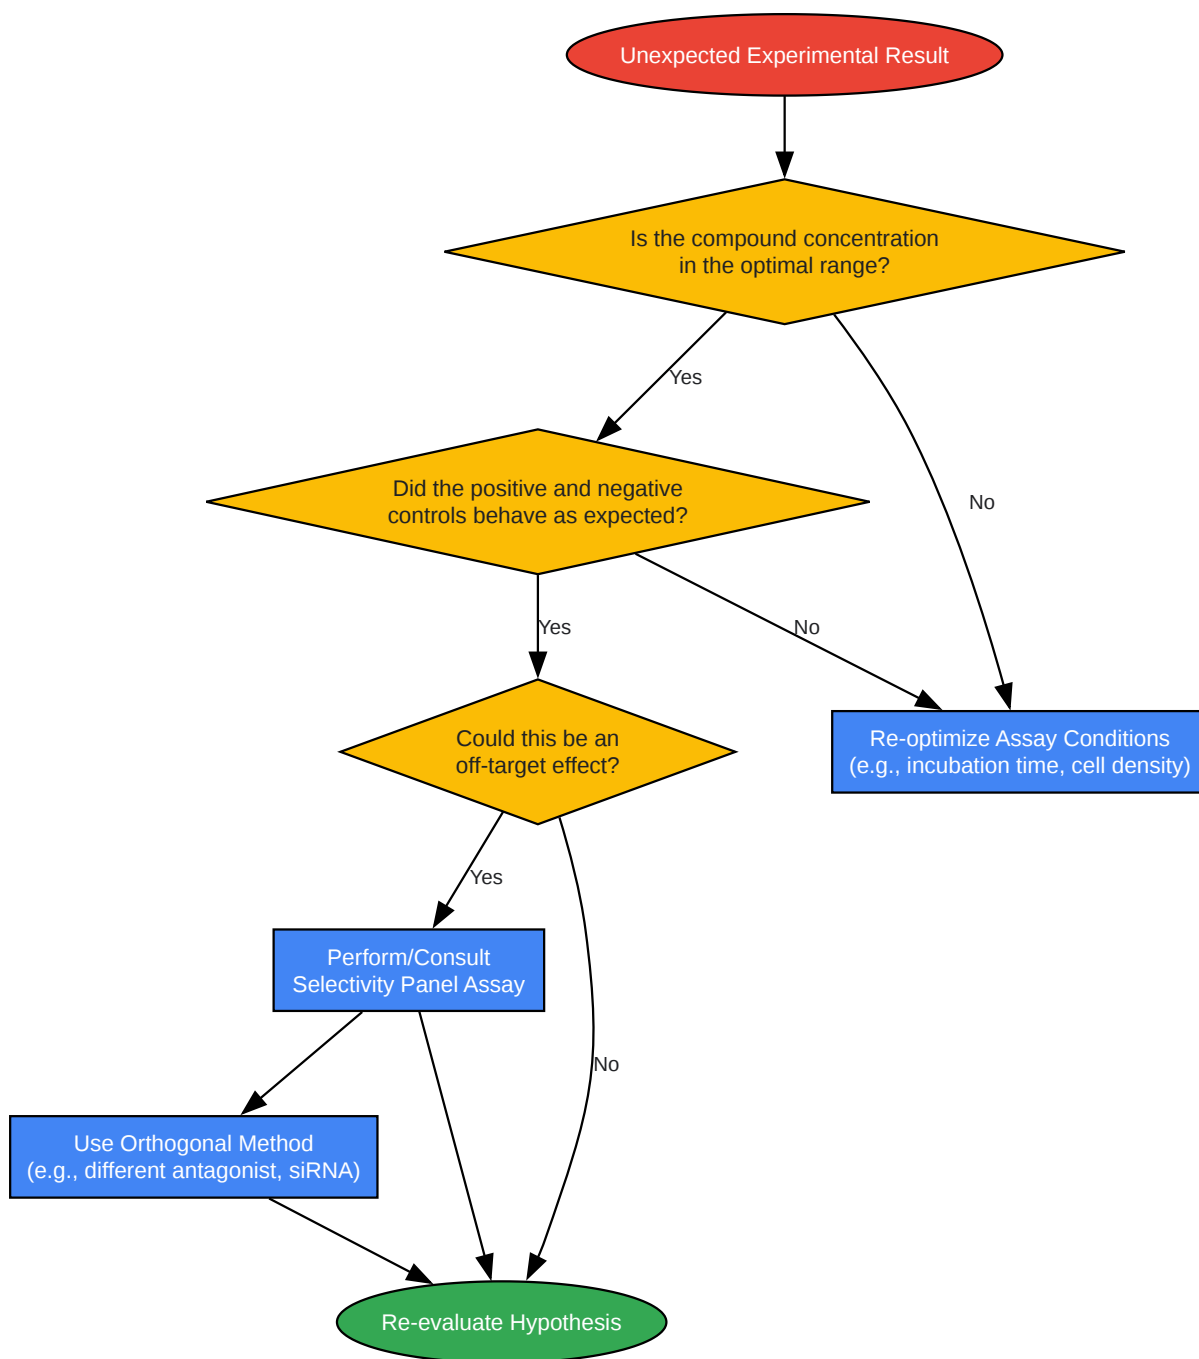 Unexpected Experimental Result
Is the compound concentration
in the optimal range?
Yes
No
Did the positive and negative
controls behave as expected?
Yes
No
Re-optimize Assay Conditions
(e.g., incubation time, cell density)
Could this be an
off-target effect?
Yes
No
Perform/Consult
Selectivity Panel Assay
Use Orthogonal Method
(e.g., different antagonist, siRNA)
Re-evaluate Hypothesis